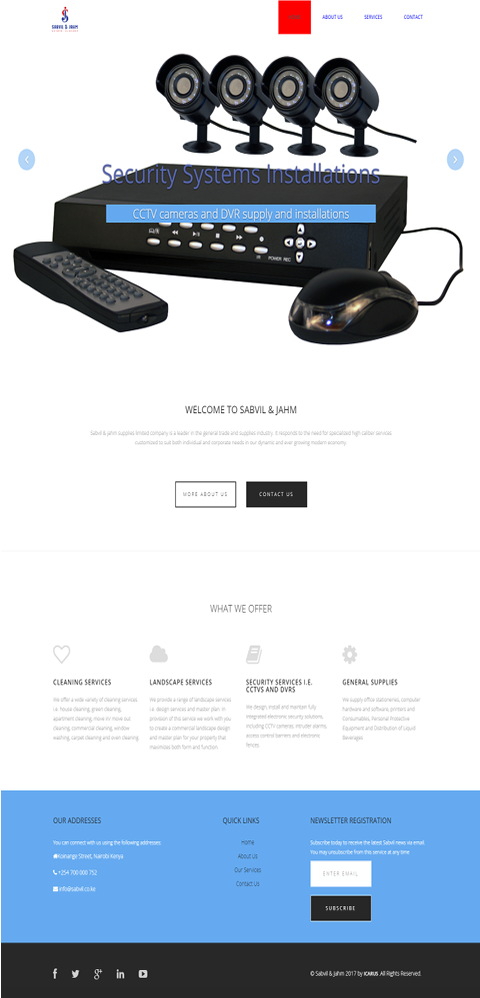 SABVIL & JAHM
HOME
ABOUT US
SERVICES
CONTACT
Security Systems Installations
CCTV cameras and DVR supply and installations
POWER REC
WELCOME TO SABVIL & JAHM
Sabvil & Jahm supplies limited company is a leader in the general trade and supplies industry. It responds to the need for specialised high caliber services
customized to suit both individual and corporate needs in our dynamic and ever growing modern economy.
MORE ABOUT US
CONTACT US
WHAT WE OFFER
CLEANING SERVICES
We offer a wide variety of cleaning services
i.e. house cleaning, green cleaning,
apartment cleaning, move in/ move out
cleaning, commercial cleaning, window
washing, carpet cleaning and oven cleaning.
LANDSCAPE SERVICES
We provide a range of landscape services
i.e. design services and master plan. In
provision of this service we work with you
to create a commercial landscape design
and master plan for your property that
maximises both form and function.
SECURITY SERVICES I.E.
CCTVS AND DVRS
We design, install and maintain fully
integrated electronic security solutions,
including CCTV cameras, intruder alarms,
access control barriers and electronic
fences.
GENERAL SUPPLIES
We supply office stationeries, computer
hardware and software, printers and
Consumables, Personal Protective
Equipment and Distribution of Liquid
Beverages
OUR ADDRESSES
You can connect with us using the following addresses:
Koinange Street, Nairobi Kenya
+254 700 000 752
info@sabvil.co.ke
QUICK LINKS
Home
About Us
Our Services
Contact Us
NEWSLETTER REGISTRATION
Subscribe today to receive the latest Sabvil news via email.
You may unsubscribe from this service at any time
ENTER EMAIL
SUBSCRIBE
© Sabvil & Jahm 2017 by ICARUS .All Rights Reserved.